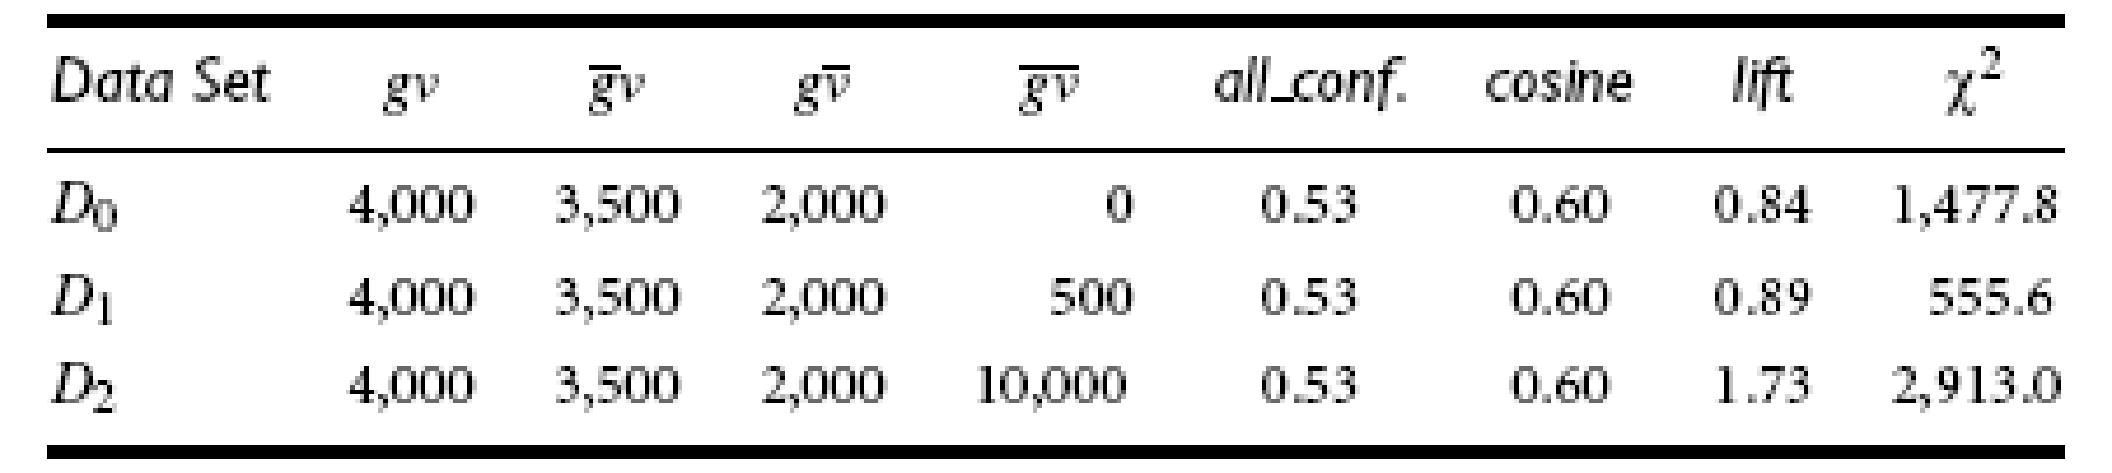 Data Set gv g̅v gv̅ g̅v̅ all_conf. cosine lift χ²
D₀ 4,000 3,500 2,000 0 0.53 0.60 0.84 1,477.8
D₁ 4,000 3,500 2,000 500 0.53 0.60 0.89 555.6
D₂ 4,000 3,500 2,000 10,000 0.53 0.60 1.73 2,913.0